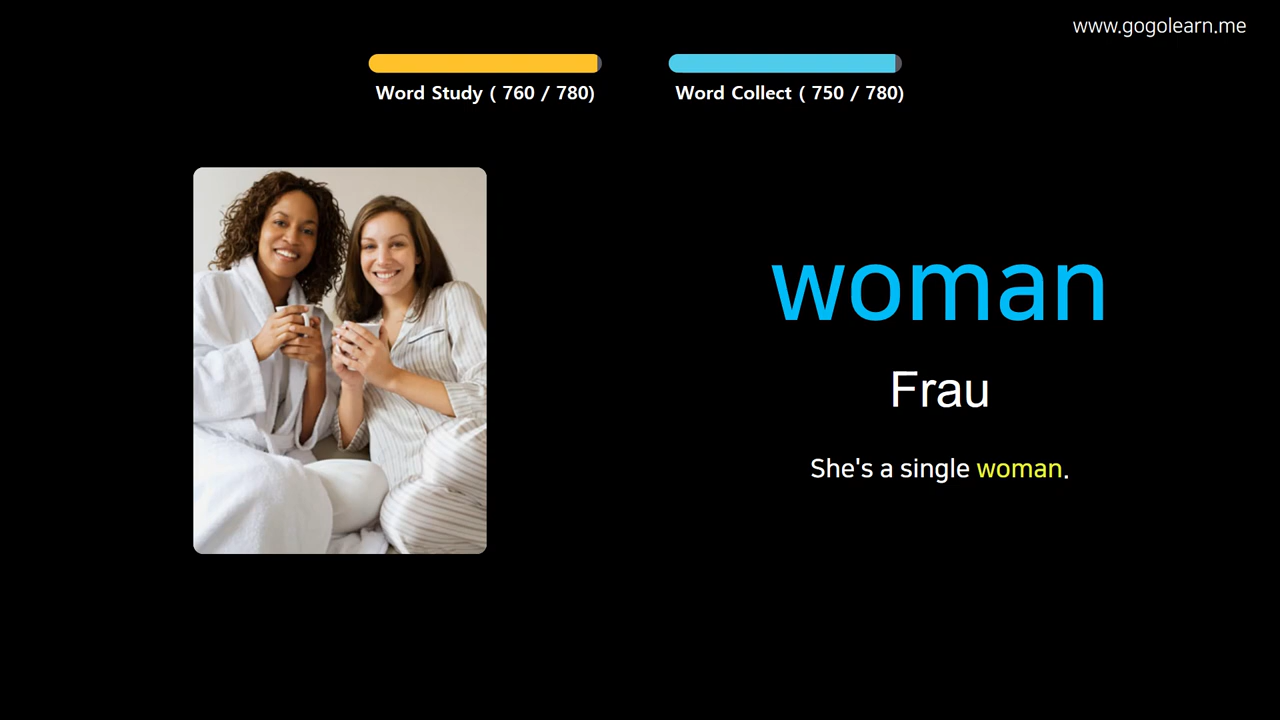 www.gogolearn.me
Word Study ( 760 / 780)
Word Collect ( 750 / 780)
woman
Frau
She's a single woman.